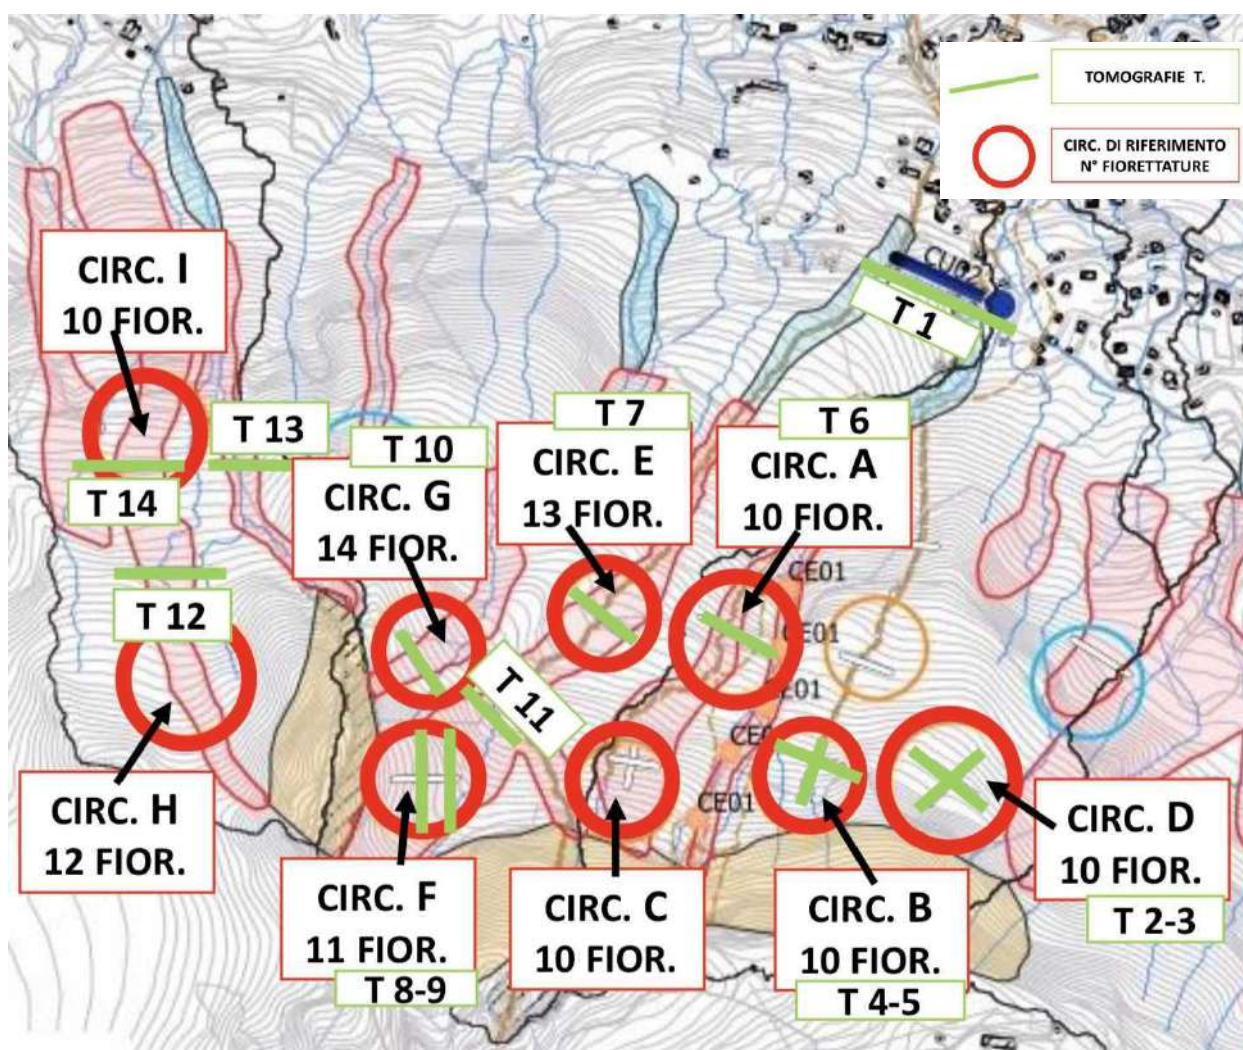 TOMOGRAFIE T.
CIRC. DI RIFERIMENTO
N° FIORETTATURE
CU02
T 1
CIRC. I
10 FIOR.
T 13
T 14
T 12
T 10
CIRC. G
14 FIOR.
T 7
CIRC. E
13 FIOR.
T 6
CIRC. A
10 FIOR.
CE01
CE01
E01
CE0
CE01
T 11
CIRC. H
12 FIOR.
CIRC. F
11 FIOR.
T 8-9
CIRC. C
10 FIOR.
CIRC. B
10 FIOR.
T 4-5
CIRC. D
10 FIOR.
T 2-3